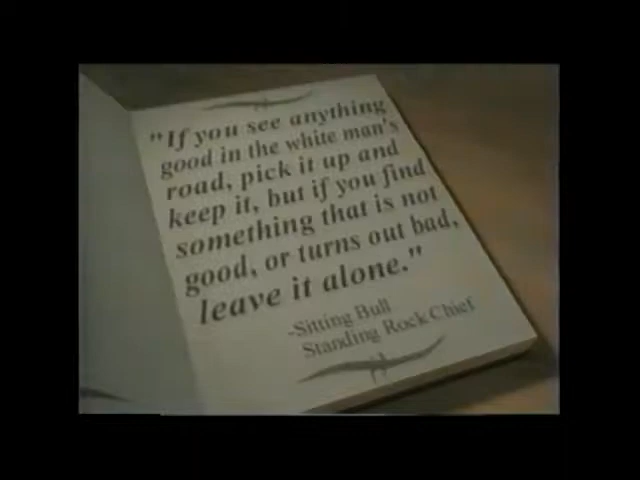 "If you see anything
good in the white man's
road, pick it up and
keep it, but if you find
something that is not
good, or turns out bad,
leave it alone."
-Sitting Bull
Standing Rock Chief